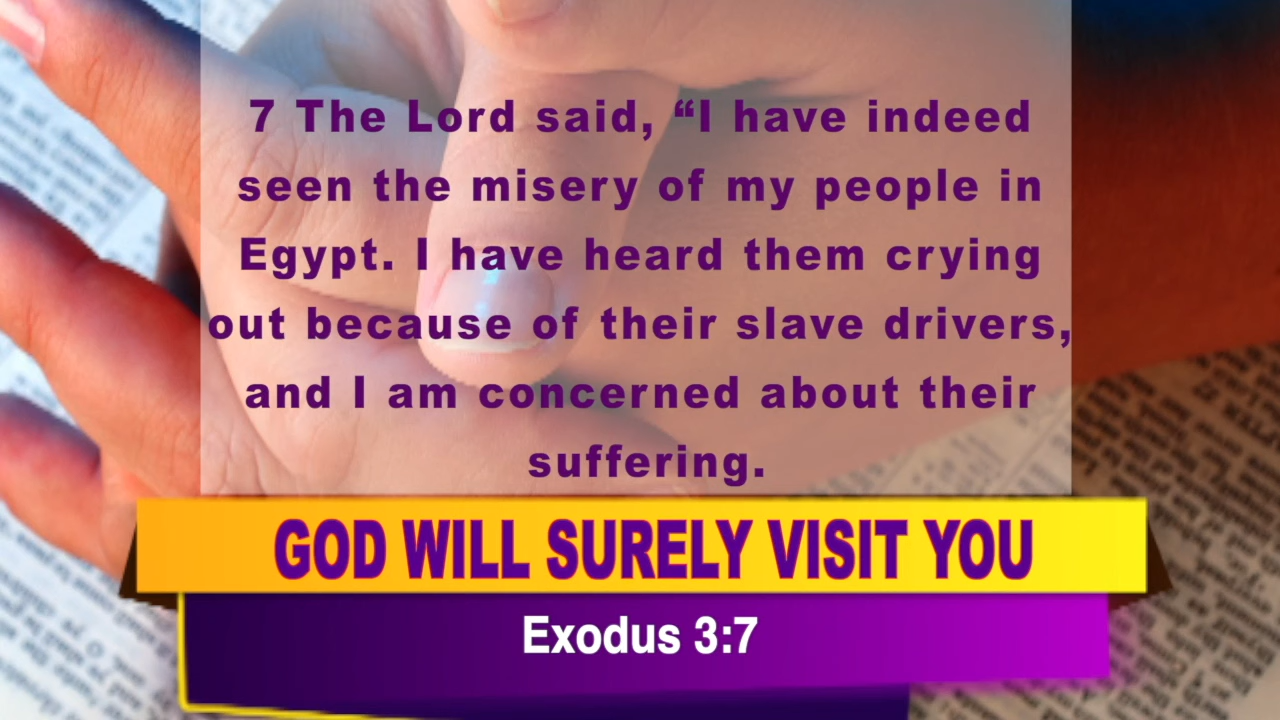 7 The Lord said, “I have indeed
seen the misery of my people in
Egypt. I have heard them crying
out because of their slave drivers,
and I am concerned about their
suffering.
GOD WILL SURELY VISIT YOU
Exodus 3:7